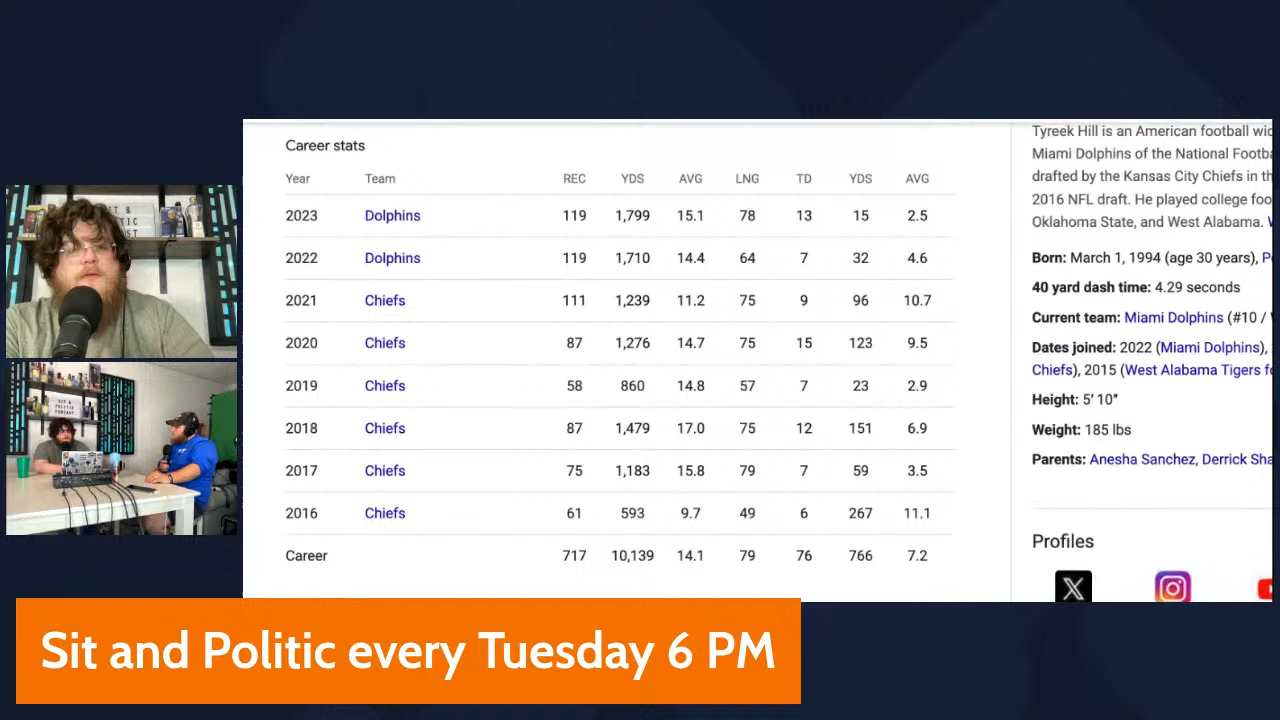 Career stats
Year Team REC YDS AVG LNG TD YDS AVG
2023 Dolphins 119 1,799 15.1 78 13 15 2.5
2022 Dolphins 119 1,710 14.4 64 7 32 4.6
2021 Chiefs 111 1,239 11.2 75 9 96 10.7
2020 Chiefs 87 1,276 14.7 75 15 123 9.5
2019 Chiefs 58 860 14.8 57 7 23 2.9
2018 Chiefs 87 1,479 17.0 75 12 151 6.9
2017 Chiefs 75 1,183 15.8 79 7 59 3.5
2016 Chiefs 61 593 9.7 49 6 267 11.1
Career 717 10,139 14.1 79 76 766 7.2
Tyreek Hill is an American football
Miami Dolphins of the National
drafted by the Kansas City Chiefs in
2016 NFL draft. He played college
Oklahoma State, and West Alabama.
Born: March 1, 1994 (age 30 years),
40 yard dash time: 4.29 seconds
Current team: Miami Dolphins (#10 /
Dates joined: 2022 (Miami Dolphins),
Chiefs), 2015 (West Alabama Tigers
Height: 5′ 10″
Weight: 185 lbs
Parents: Anesha Sanchez, Derrick
Profiles
SIT &
POLITIC
PODCAST
Sit and Politic every Tuesday 6 PM